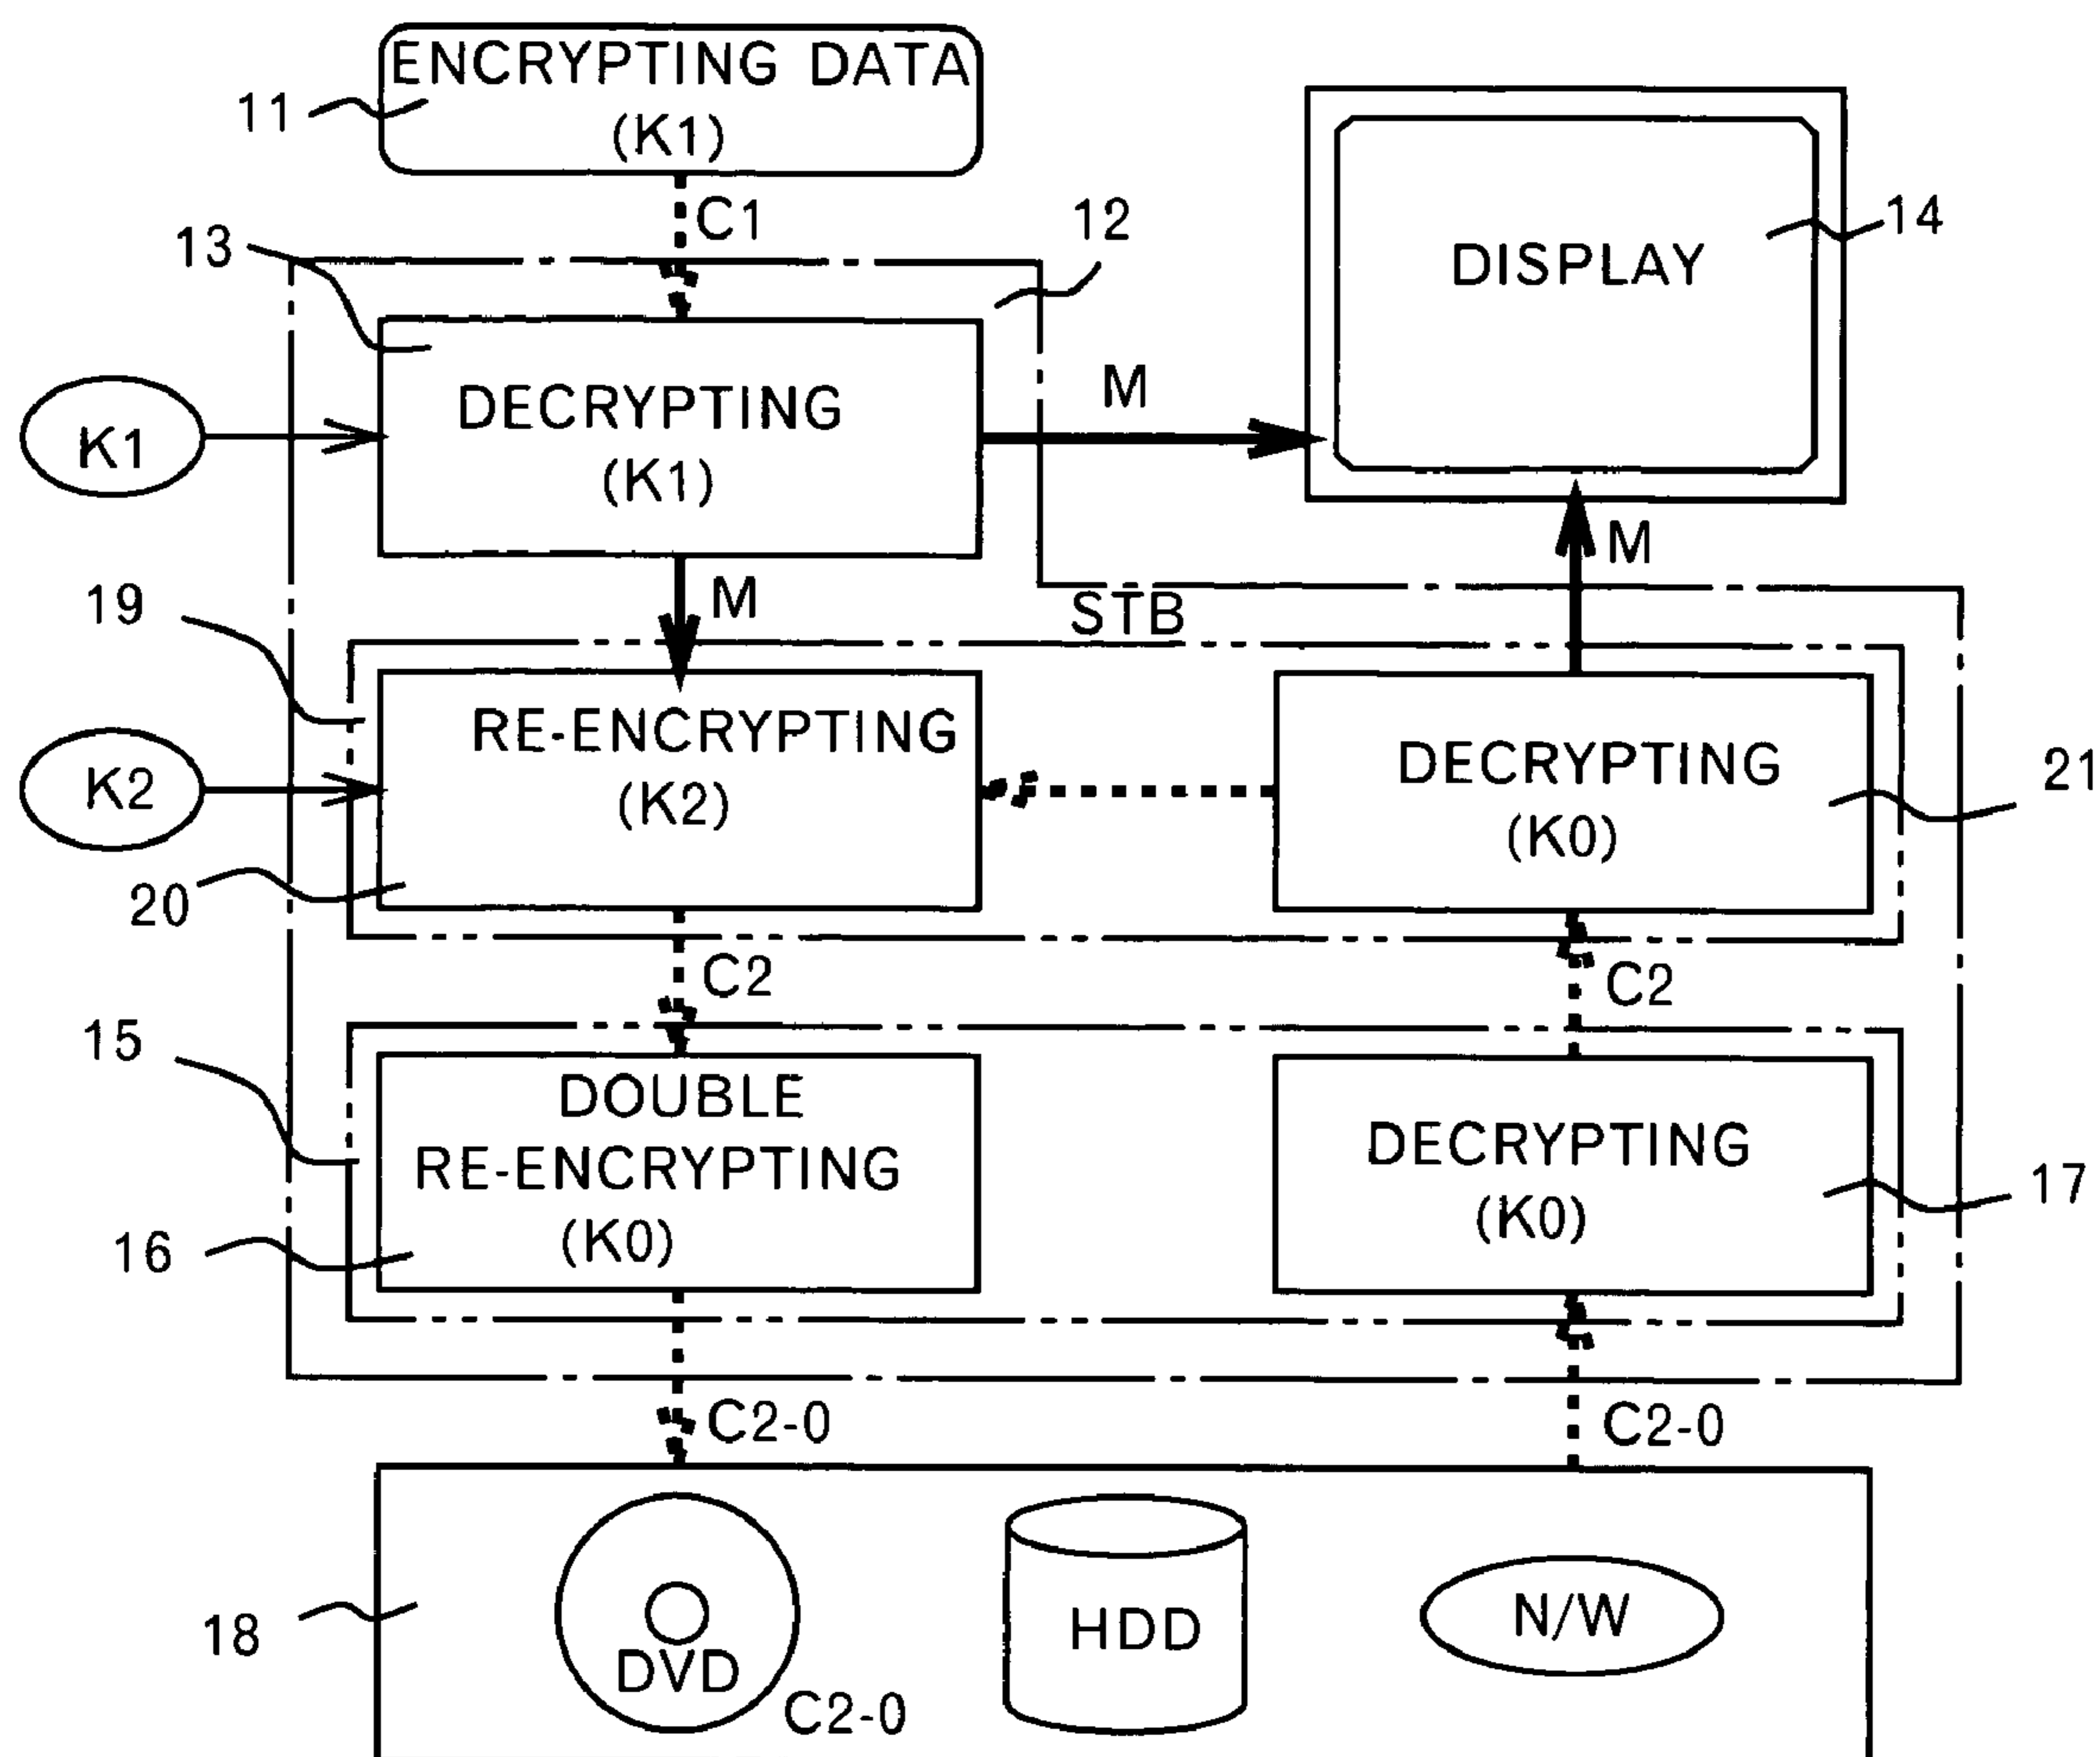 ENCRYPTING DATA
(K1)
11
C1
12
13
14
DISPLAY
DECRYPTING
(K1)
K1
M
M
M
19
STB
RE-ENCRYPTING
(K2)
K2
DECRYPTING
(K0)
21
20
C2
C2
15
DOUBLE
RE-ENCRYPTING
(K0)
DECRYPTING
(K0)
17
16
C2-0
C2-0
18
DVD
C2-0
HDD
N/W